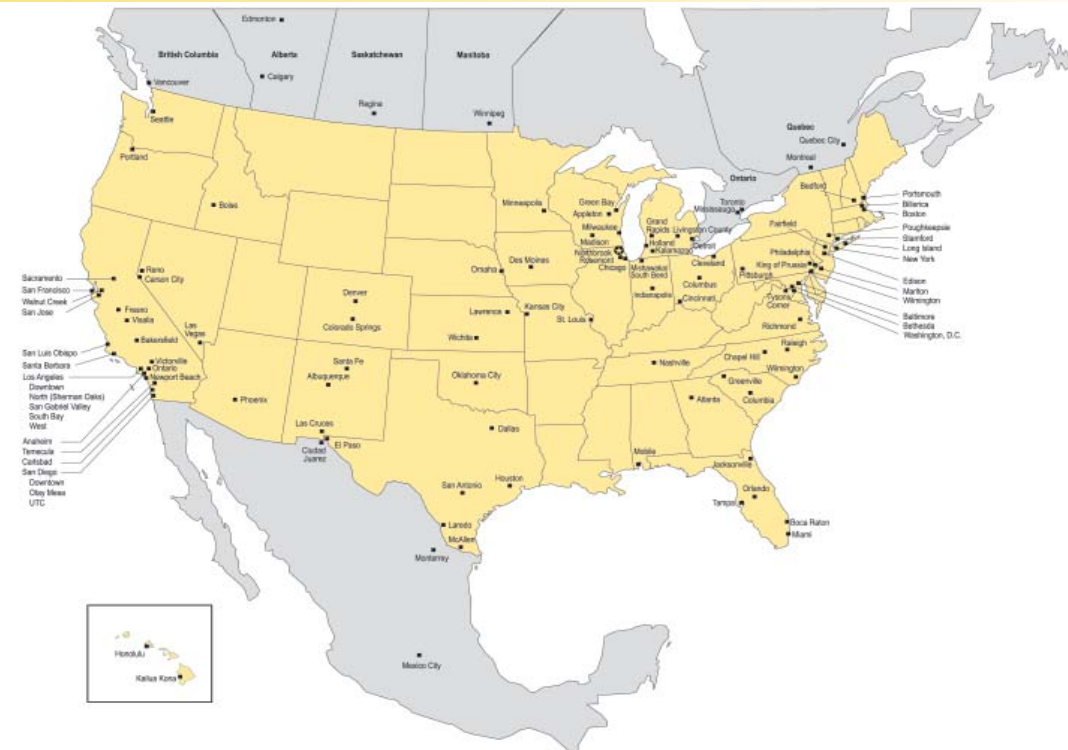 Edmonton
British Columbia
Alberta
Saskatchewan
Manitoba
Calgary
Vancouver
Regina
Winnipeg
Seattle
Portland
Quebec
Quebec City
Montreal
Ontario
Bedford
Toronto
Mississauga
Portsmouth
Billerica
Boston
Poughkeepsie
Stamford
Long Island
New York
Edison
Marlton
Wilmington
Baltimore
Bethesda
Washington, D.C.
Boise
Minneapolis
Green Bay
Appleton
Milwaukee
Madison
Northbrook
Rosemont
Chicago
Grand
Rapids
Livingston County
Holland
Kalamazoo
Detroit
Mishawaka/
South Bend
Cleveland
Fairfield
Philadelphia
King of Prussia
Pittsburgh
Tysons
Corner
Richmond
Raleigh
Chapel Hill
Wilmington
Greenville
Columbia
Columbus
Cincinnati
Indianapolis
Omaha
Des Moines
Kansas City
Lawrence
St. Louis
Wichita
Nashville
Atlanta
Reno
Carson City
Sacramento
San Francisco
Walnut Creek
San Jose
Fresno
Visalia
Las
Vegas
Bakersfield
San Luis Obispo
Santa Barbara
Victorville
Ontario
Newport Beach
Los Angeles
Downtown
North (Sherman Oaks)
San Gabriel Valley
South Bay
West
Anaheim
Temecula
Carlsbad
San Diego
Downtown
Otay Mesa
UTC
Denver
Colorado Springs
Santa Fe
Albuquerque
Phoenix
Las Cruces
El Paso
Ciudad
Juarez
Oklahoma City
Dallas
San Antonio
Houston
Laredo
McAllen
Monterrey
Mobile
Jacksonville
Orlando
Tampa
Boca Raton
Miami
Mexico City
Honolulu
Kailua Kona